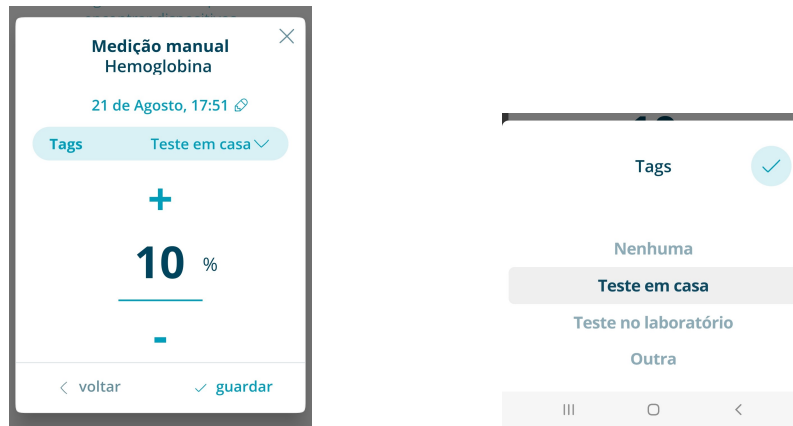 Medição manual
Hemoglobina
21 de Agosto, 17:51
Tags Teste em casa
+
10 %
-
voltar guardar
Tags
Nenhuma
Teste em casa
Teste no laboratório
Outra